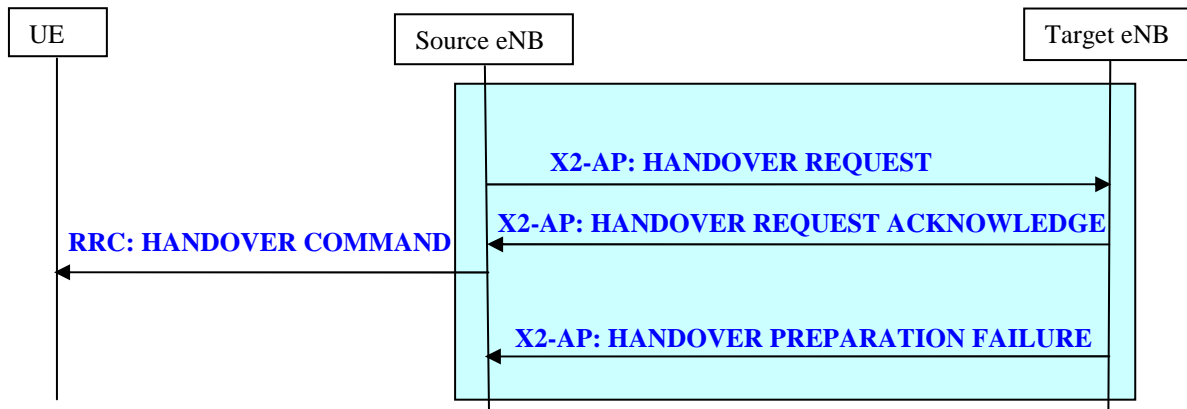 UE
Source eNB
Target eNB
X2-AP: HANDOVER REQUEST
X2-AP: HANDOVER REQUEST ACKNOWLEDGE
RRC: HANDOVER COMMAND
X2-AP: HANDOVER PREPARATION FAILURE